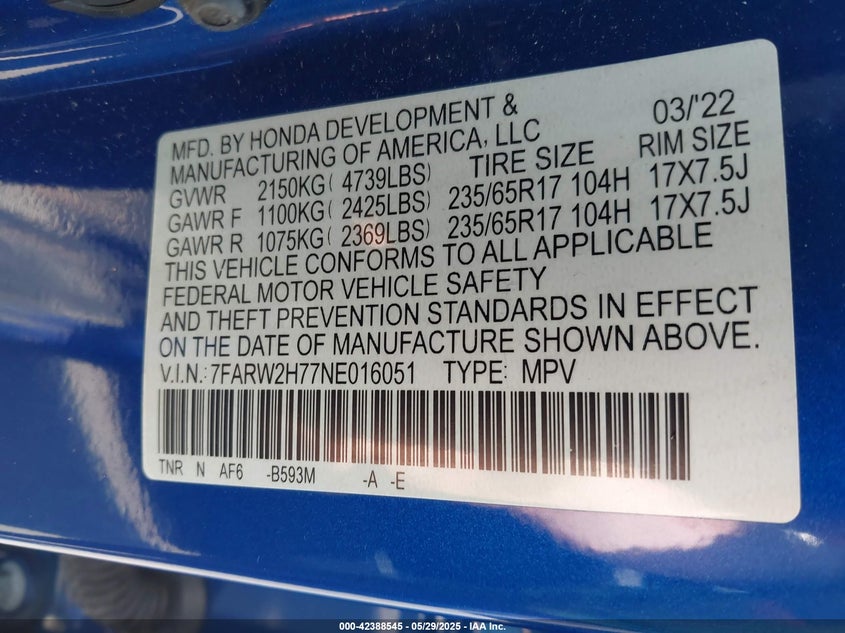 MFD. BY HONDA DEVELOPMENT & 03/'22
MANUFACTURING OF AMERICA, LLC TIRE SIZE RIM SIZE
GVWR 2150KG( 4739LBS)
GAWR F 1100KG( 2425LBS) 235/65R17 104H 17X7.5J
GAWR R 1075KG( 2369LBS) 235/65R17 104H 17X7.5J
THIS VEHICLE CONFORMS TO ALL APPLICABLE
FEDERAL MOTOR VEHICLE SAFETY
AND THEFT PREVENTION STANDARDS IN EFFECT
ON THE DATE OF MANUFACTURE SHOWN ABOVE.
V.I.N.: 7FARW2H77NE016051 TYPE: MPV
TNR N AF6 -B593M -A -E
000-42388545 - 05/29/2025 - IAA Inc.